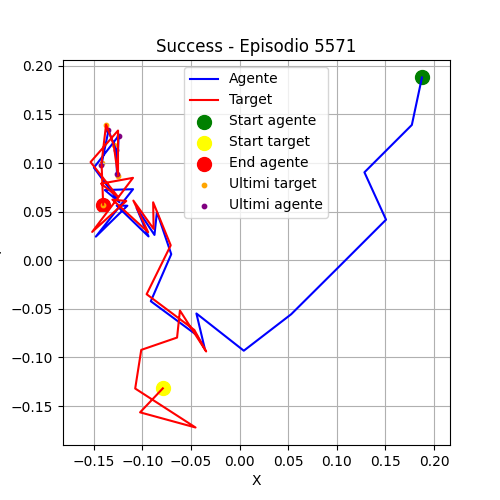 Success - Episodio 5571
Agente
Target
Start agente
Start target
End agente
Ultimi target
Ultimi agente
0.20
0.15
0.10
0.05
0.00
−0.05
−0.10
−0.15
−0.15 −0.10 −0.05 0.00 0.05 0.10 0.15 0.20
X